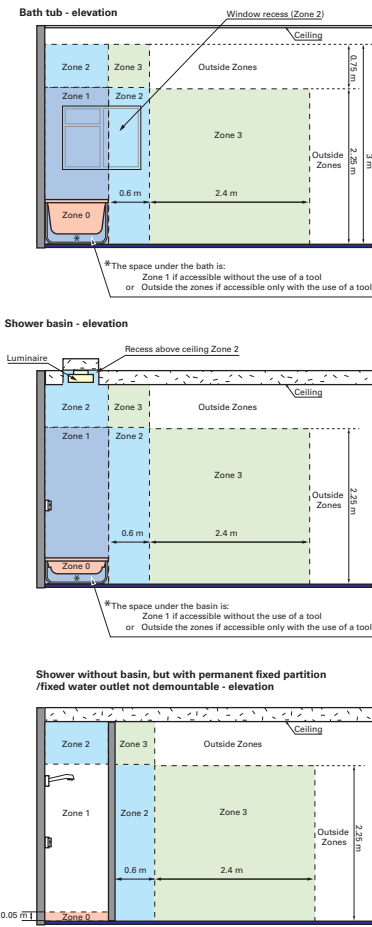 Bath tub - elevation
Window recess (Zone 2)
Ceiling
Zone 2
Zone 3
Outside Zones
0.75 m
Zone 1
Zone 2
Zone 3
Outside
Zones
2.25 m
3 m
0.6 m
2.4 m
Zone 0
*
*The space under the bath is:
Zone 1 if accessible without the use of a tool
or Outside the zones if accessible only with the use of a tool
Shower basin - elevation
Luminaire
Recess above ceiling Zone 2
Ceiling
Zone 2
Zone 3
Outside Zones
Zone 1
Zone 2
Zone 3
Outside
Zones
2.25 m
0.6 m
2.4 m
Zone 0
*
*The space under the basin is:
Zone 1 if accessible without the use of a tool
or Outside the zones if accessible only with the use of a tool
Shower without basin, but with permanent fixed partition
/fixed water outlet not demountable - elevation
Ceiling
Zone 2
Zone 3
Outside Zones
Zone 1
Zone 2
Zone 3
Outside
Zones
2.25 m
0.6 m
2.4 m
0.05 m
Zone 0